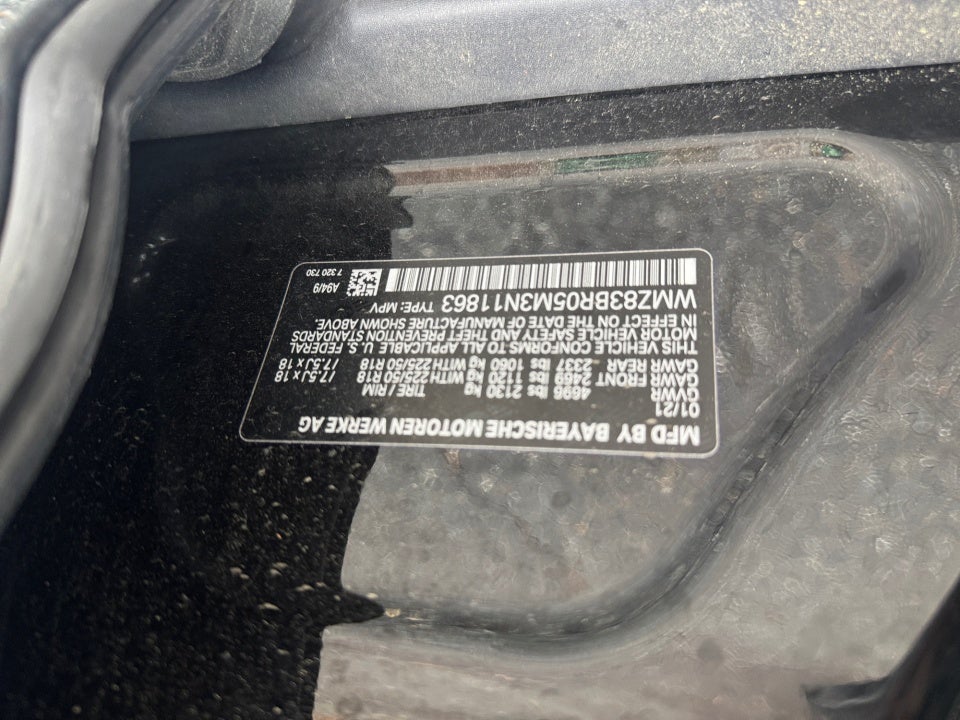 MFD BY BAYERISCHE MOTOREN WERKE AG
01/21
GVWR 4696 lbs 2130 kg TIRE / RIM
GAWR FRONT 2469 lbs 1120 kg WITH 225/50 R18 /7.5J x 18
GAWR REAR 2337 lbs 1060 kg WITH 225/50 R18 /7.5J x 18
THIS VEHICLE CONFORMS TO ALL APPLICABLE U.S. FEDERAL
MOTOR VEHICLE SAFETY AND THEFT PREVENTION STANDARDS
IN EFFECT ON THE DATE OF MANUFACTURE SHOWN ABOVE.
WMZ83BR05M3N11863 TYPE: MPV
A94/9
7 320 730